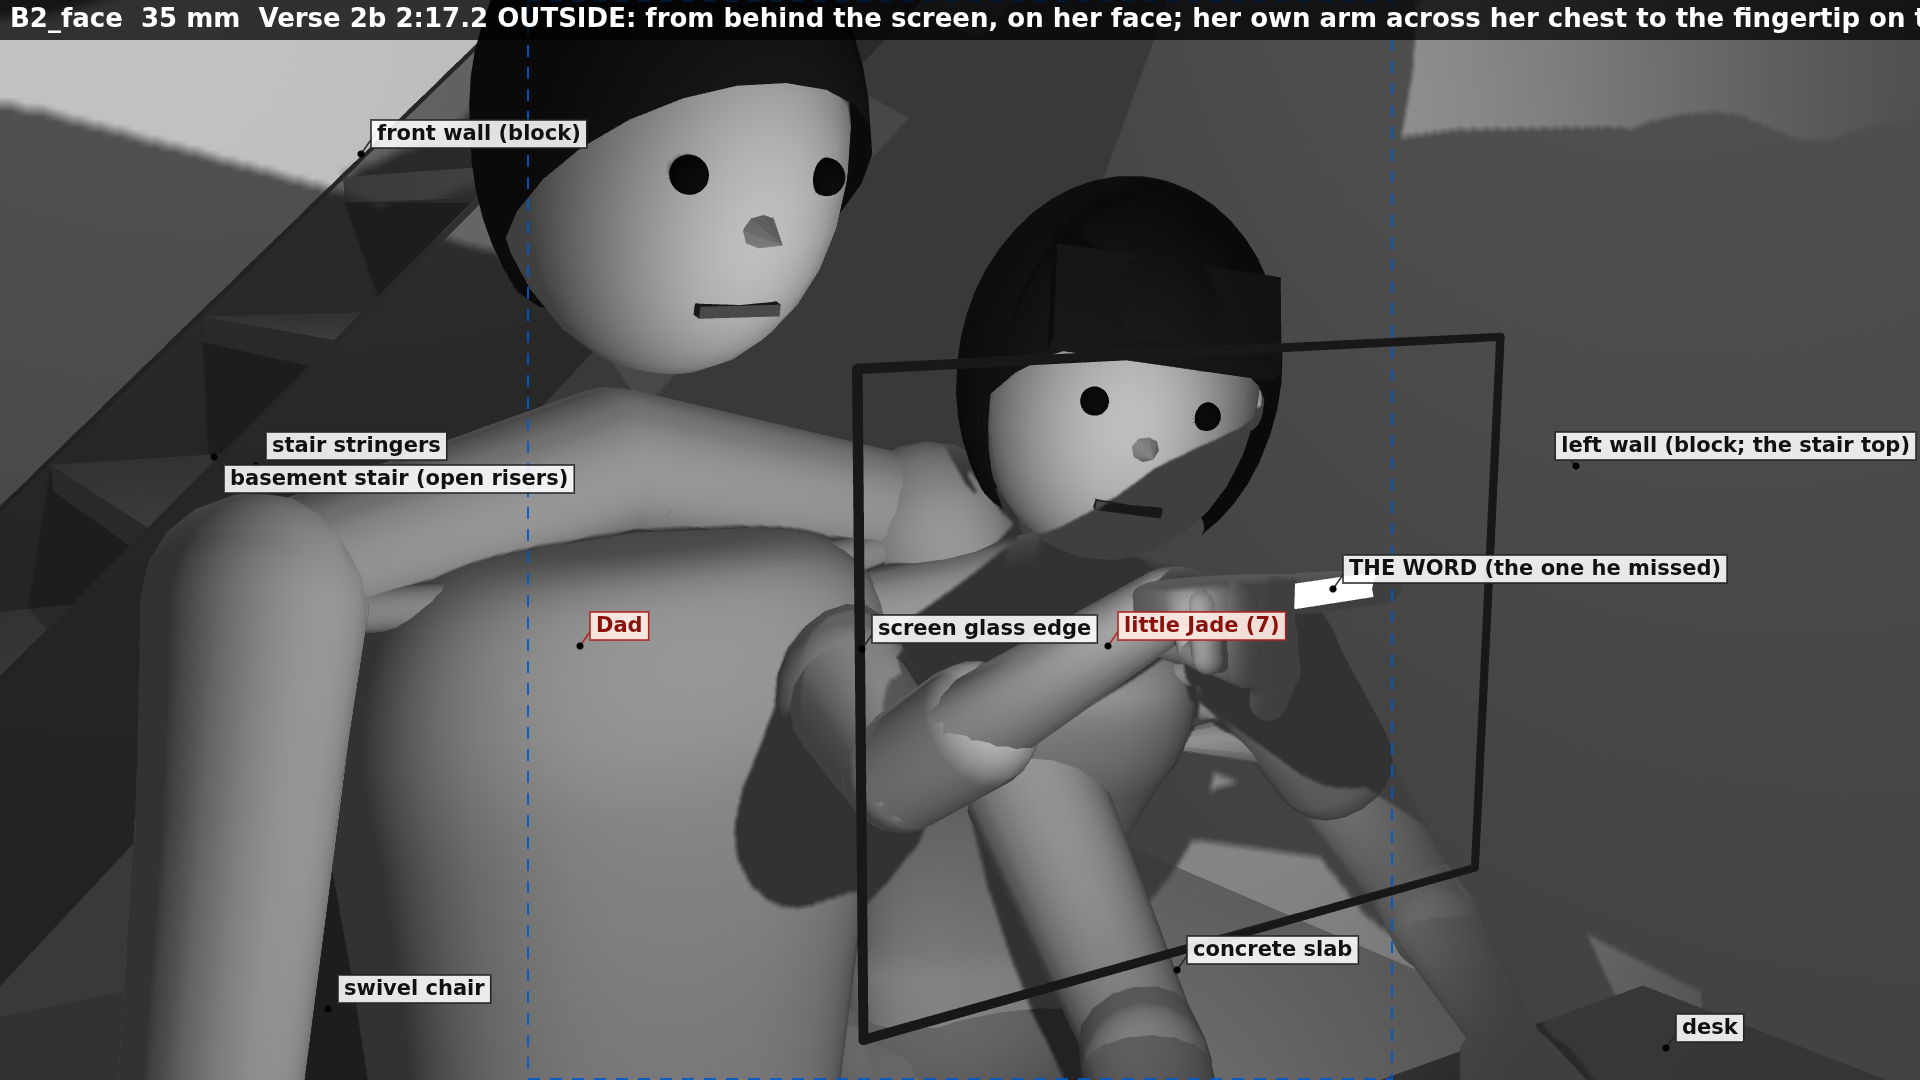 B2_face 35 mm Verse 2b 2:17.2 OUTSIDE: from behind the screen, on her face; her own arm across her chest to the fingertip on
front wall (block)
stair stringers
left wall (block; the stair top)
basement stair (open risers)
THE WORD (the one he missed)
Dad
screen glass edge
little Jade (7)
concrete slab
swivel chair
desk